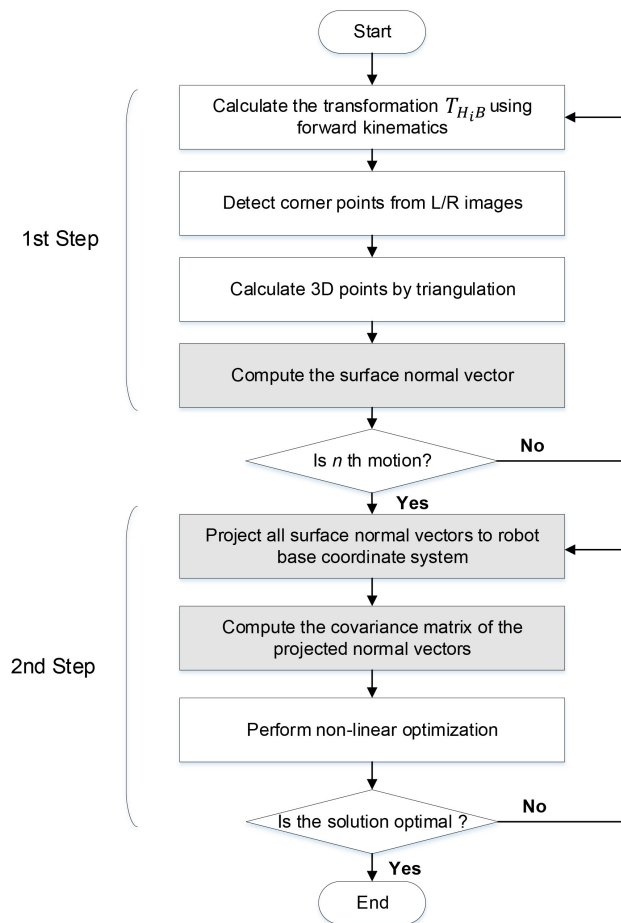 Start
Calculate the transformation T_{H_iB} using
forward kinematics
Detect corner points from L/R images
1st Step
Calculate 3D points by triangulation
Compute the surface normal vector
Is n th motion?
No
Yes
Project all surface normal vectors to robot
base coordinate system
Compute the covariance matrix of the
projected normal vectors
2nd Step
Perform non-linear optimization
Is the solution optimal ?
No
Yes
End